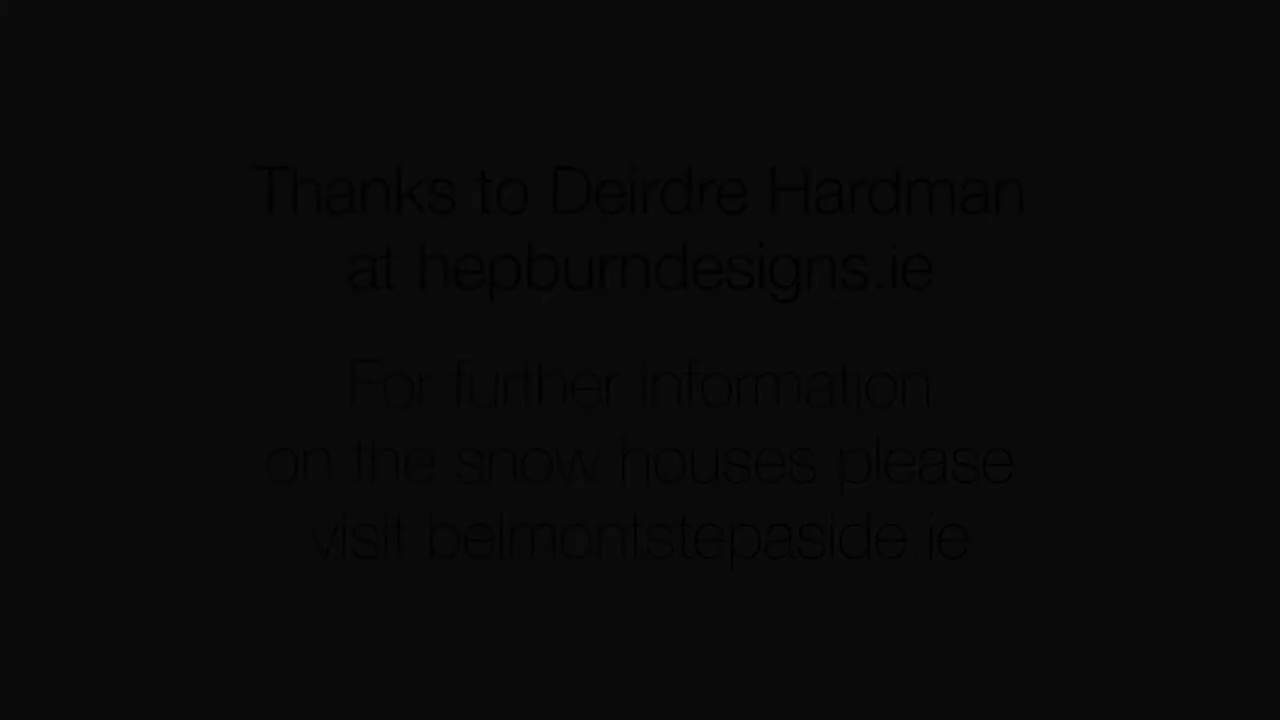 Thanks to Deirdre Hardman
at hepburndesigns.ie
For further information
on the show houses please
visit belmontstepaside.ie